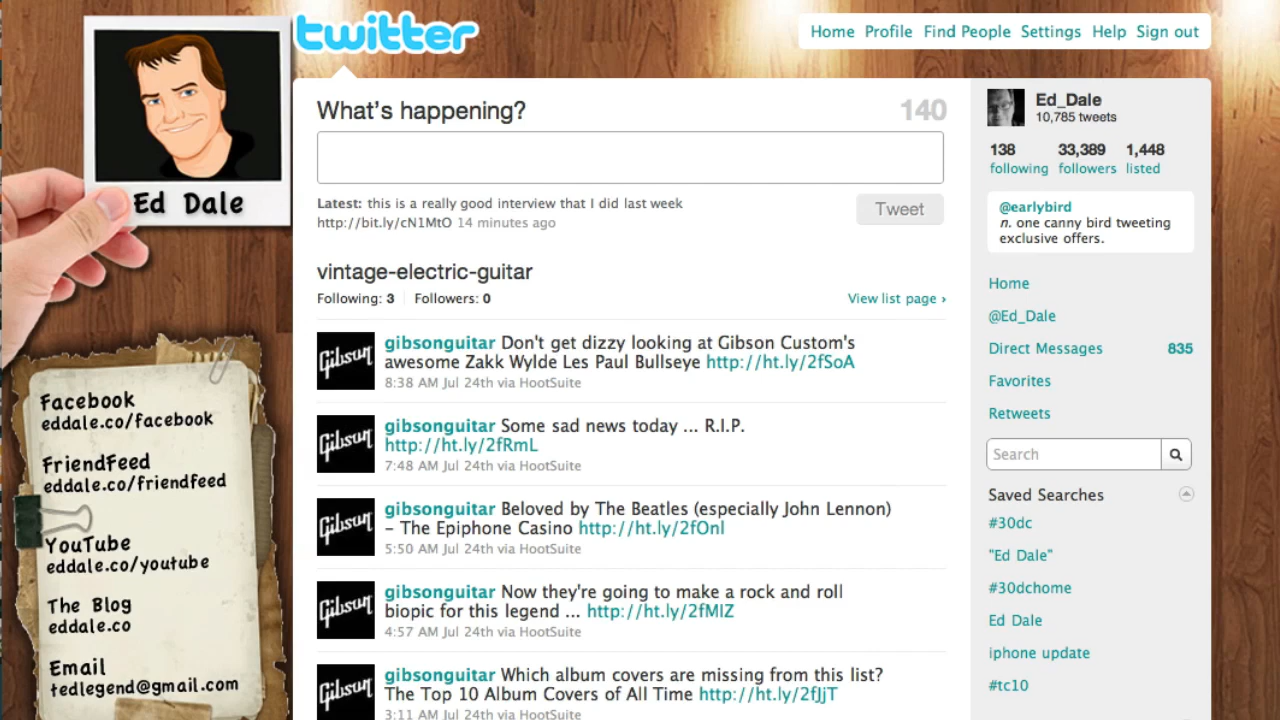 twitter
Home Profile Find People Settings Help Sign out
Ed Dale
Facebook
eddale.co/facebook
FriendFeed
eddale.co/friendfeed
YouTube
eddale.co/youtube
The Blog
eddale.co
Email
tedlegend@gmail.com
What's happening?
140
Latest: this is a really good interview that I did last week
http://bit.ly/cN1MtO 14 minutes ago
Tweet
vintage-electric-guitar
Following: 3 Followers: 0
View list page ›
Gibson
gibsonguitar Don't get dizzy looking at Gibson Custom's
awesome Zakk Wylde Les Paul Bullseye http://ht.ly/2fSoA
8:38 AM Jul 24th via HootSuite
Gibson
gibsonguitar Some sad news today ... R.I.P.
http://ht.ly/2fRmL
7:48 AM Jul 24th via HootSuite
Gibson
gibsonguitar Beloved by The Beatles (especially John Lennon)
– The Epiphone Casino http://ht.ly/2fOnl
5:50 AM Jul 24th via HootSuite
Gibson
gibsonguitar Now they're going to make a rock and roll
biopic for this legend ... http://ht.ly/2fMlZ
4:57 AM Jul 24th via HootSuite
Gibson
gibsonguitar Which album covers are missing from this list?
The Top 10 Album Covers of All Time http://ht.ly/2fJjT
3:11 AM Jul 24th via HootSuite
Ed_Dale
10,785 tweets
138 33,389 1,448
following followers listed
@earlybird
n. one canny bird tweeting
exclusive offers.
Home
@Ed_Dale
Direct Messages 835
Favorites
Retweets
Search
Saved Searches
#30dc
"Ed Dale"
#30dchome
Ed Dale
iphone update
#tc10